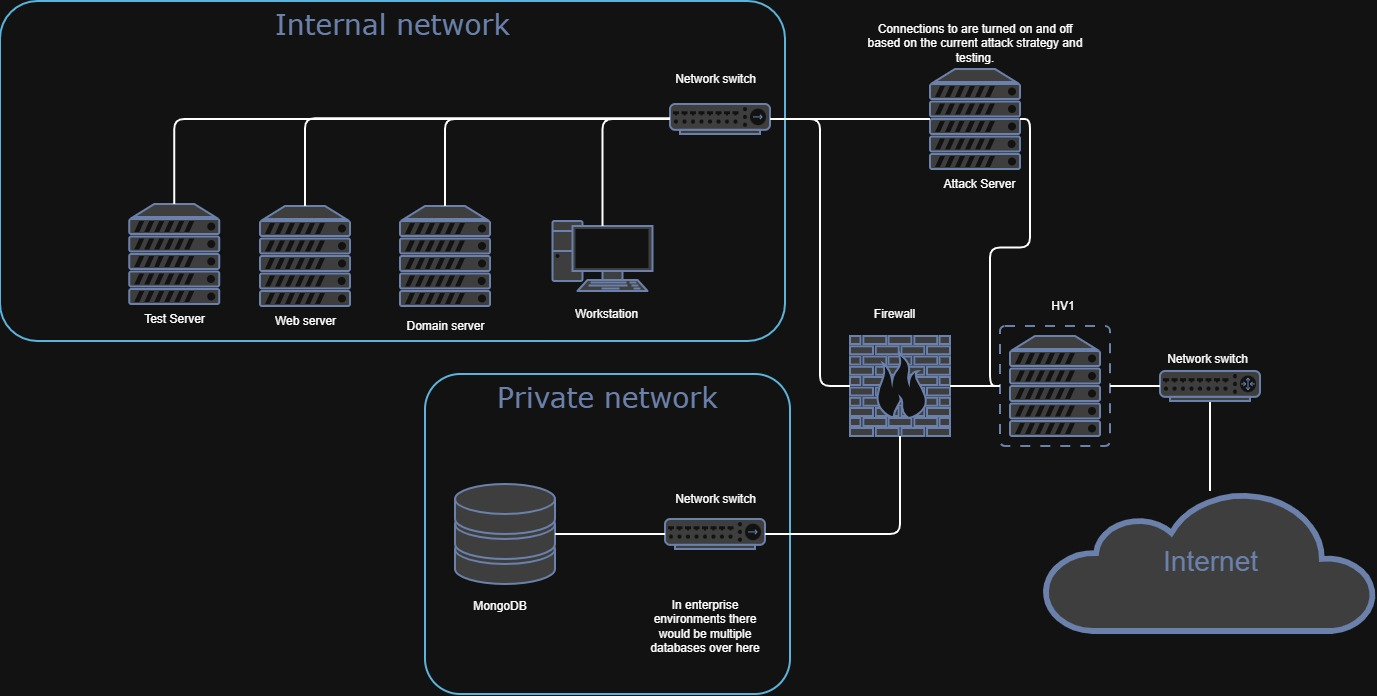 Internal network
Connections to are turned on and off
based on the current attack strategy and
testing.
Network switch
Attack Server
Test Server
Web server
Domain server
Workstation
Firewall
HV1
Network switch
Private network
Network switch
MongoDB
In enterprise
environments there
would be multiple
databases over here
Internet